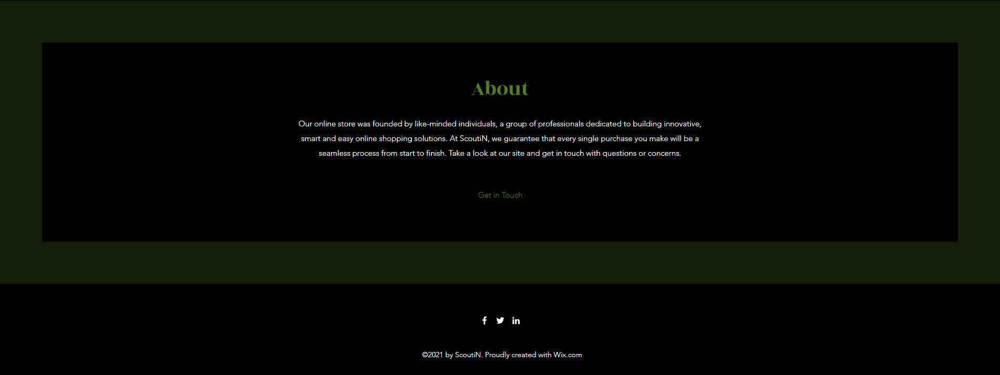 About
Our online store was founded by like-minded individuals, a group of professionals dedicated to building innovative,
smart and easy online shopping solutions. At ScoutiN, we guarantee that every single purchase you make will be a
seamless process from start to finish. Take a look at our site and get in touch with questions or concerns.
Get in Touch
©2021 by ScoutiN. Proudly created with Wix.com